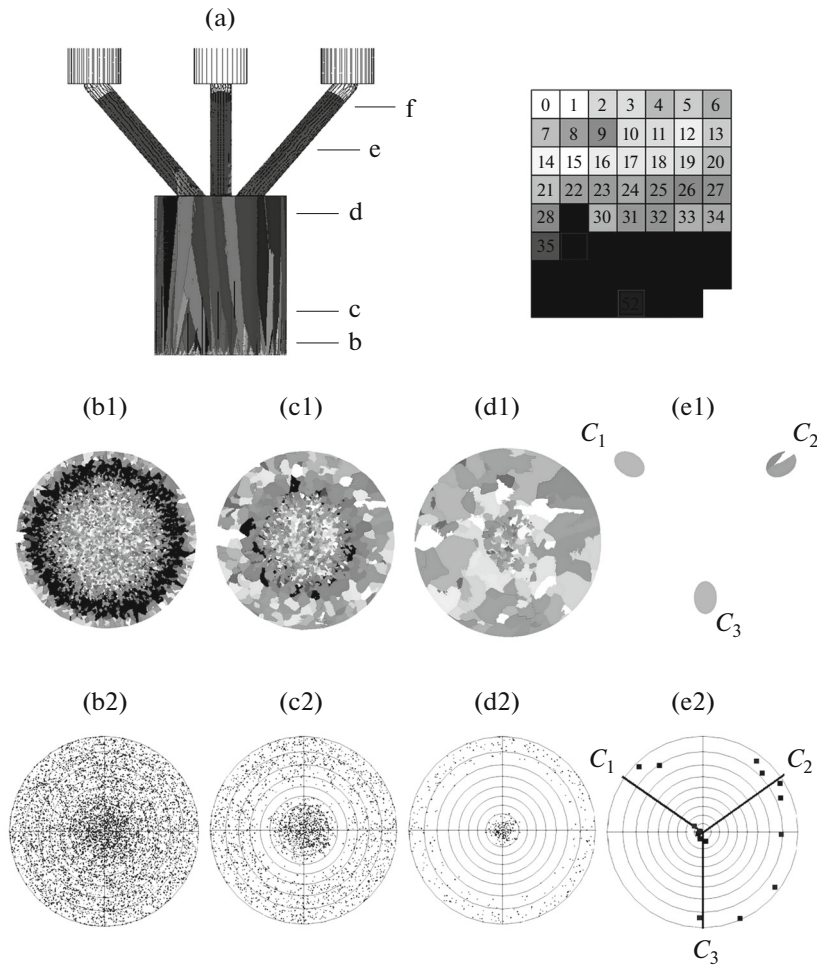 (a)
f
e
d
c
b
0 1 2 3 4 5 6
7 8 9 10 11 12 13
14 15 16 17 18 19 20
21 22 23 24 25 26 27
28 30 31 32 33 34
35
52
(b1) (c1) (d1) (e1)
C1 C2
C3
(b2) (c2) (d2) (e2)
C1 C2
C3